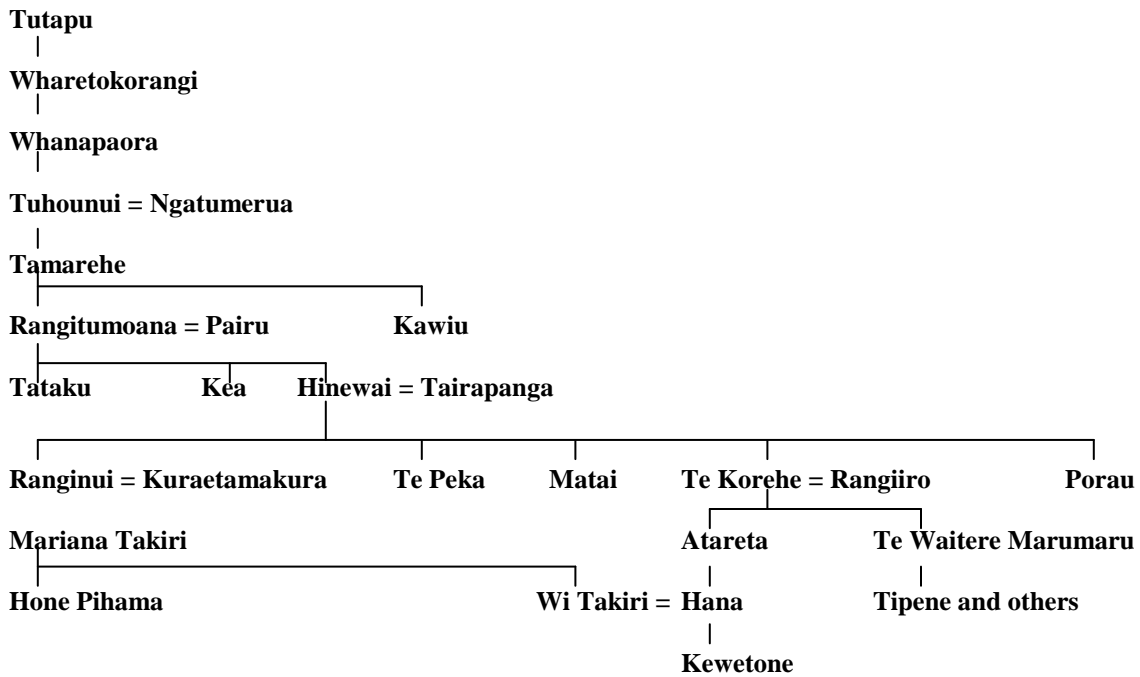 Tutapu
Wharetokorangi
Whanapaora
Tuhounui = Ngatumerua
Tamarehe
Rangitumoana = Pairu Kawiu
Tataku Kea Hinewai = Tairapanga
Ranginui = Kuraetamakura Te Peka Matai Te Korehe = Rangiiro Porau
Mariana Takiri Atareta Te Waitere Marumaru
Hone Pihama Wi Takiri = Hana Tipene and others
Kewetone